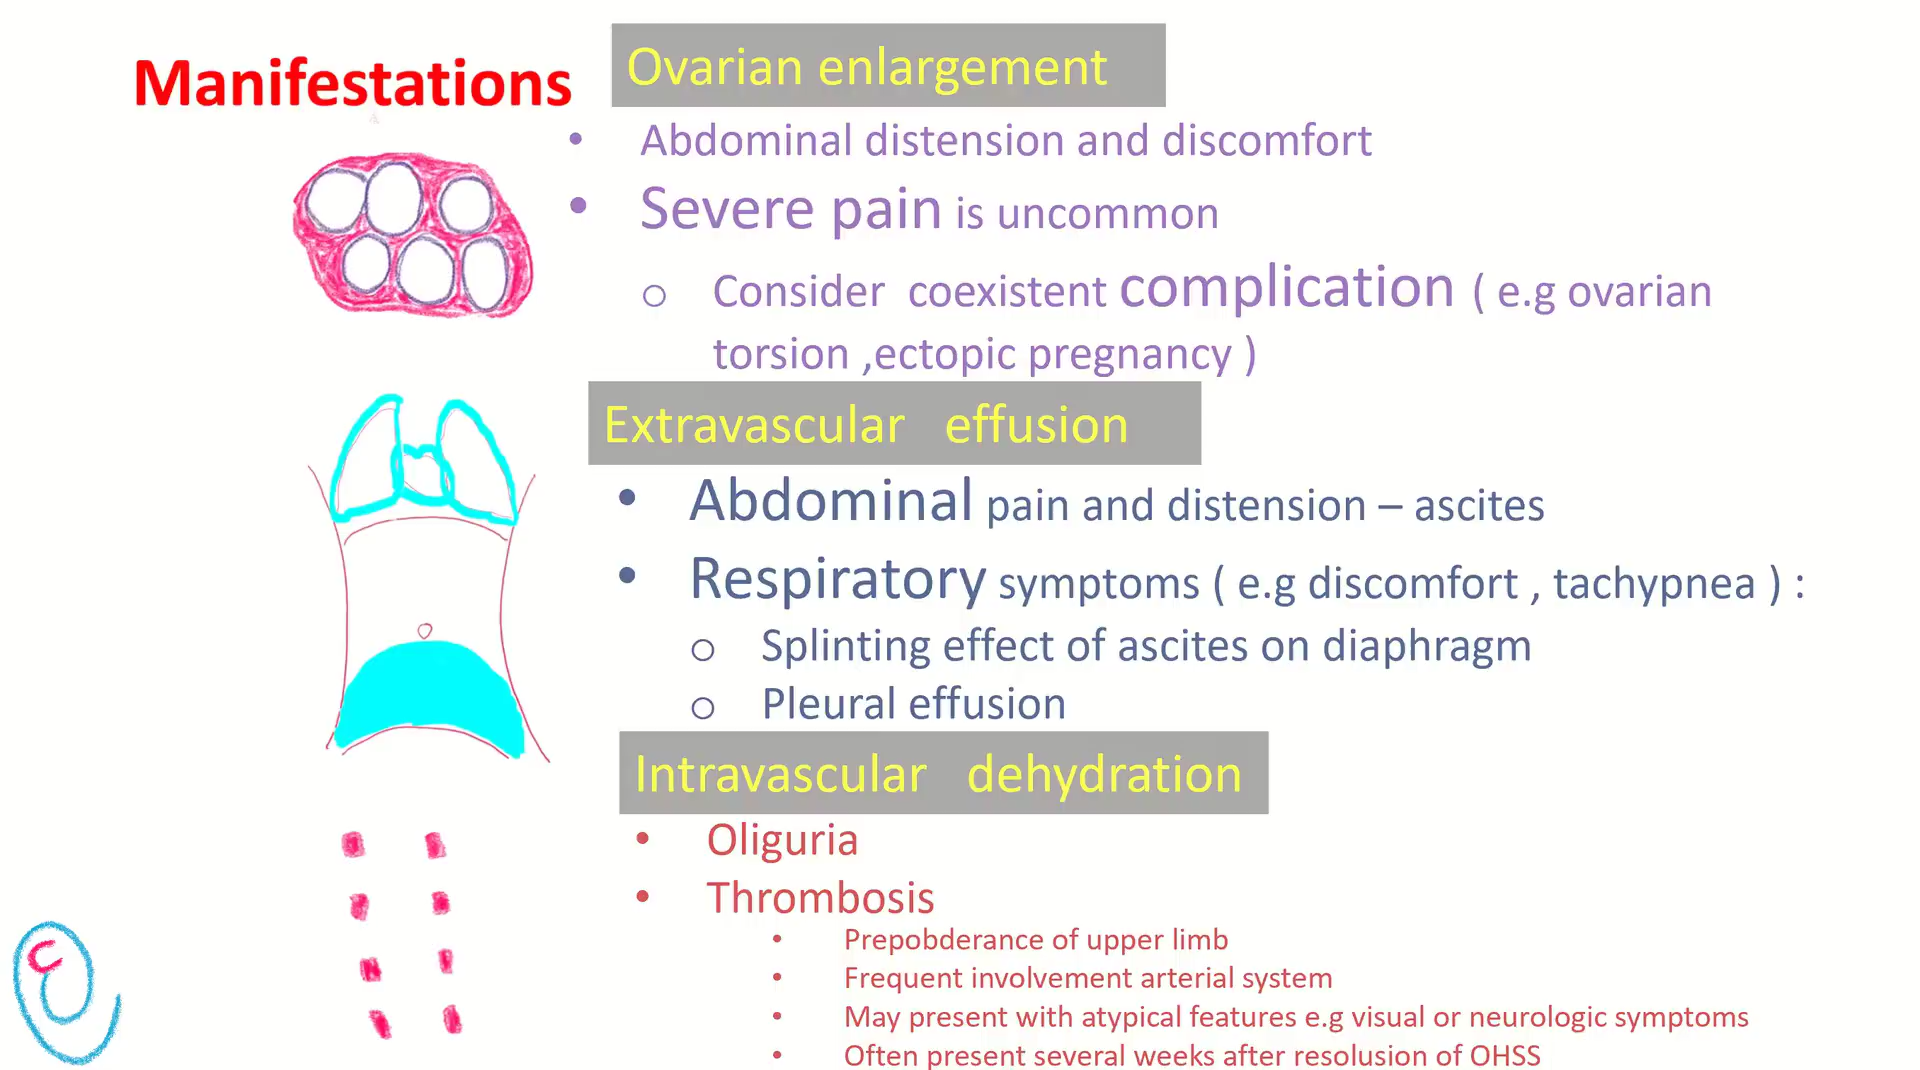 Manifestations
Ovarian enlargement
• Abdominal distension and discomfort
• Severe pain is uncommon
o Consider coexistent complication ( e.g ovarian
torsion ,ectopic pregnancy )
Extravascular effusion
• Abdominal pain and distension – ascites
• Respiratory symptoms ( e.g discomfort , tachypnea ) :
o Splinting effect of ascites on diaphragm
o Pleural effusion
Intravascular dehydration
• Oliguria
• Thrombosis
• Prepobderance of upper limb
• Frequent involvement arterial system
• May present with atypical features e.g visual or neurologic symptoms
• Often present several weeks after resolusion of OHSS